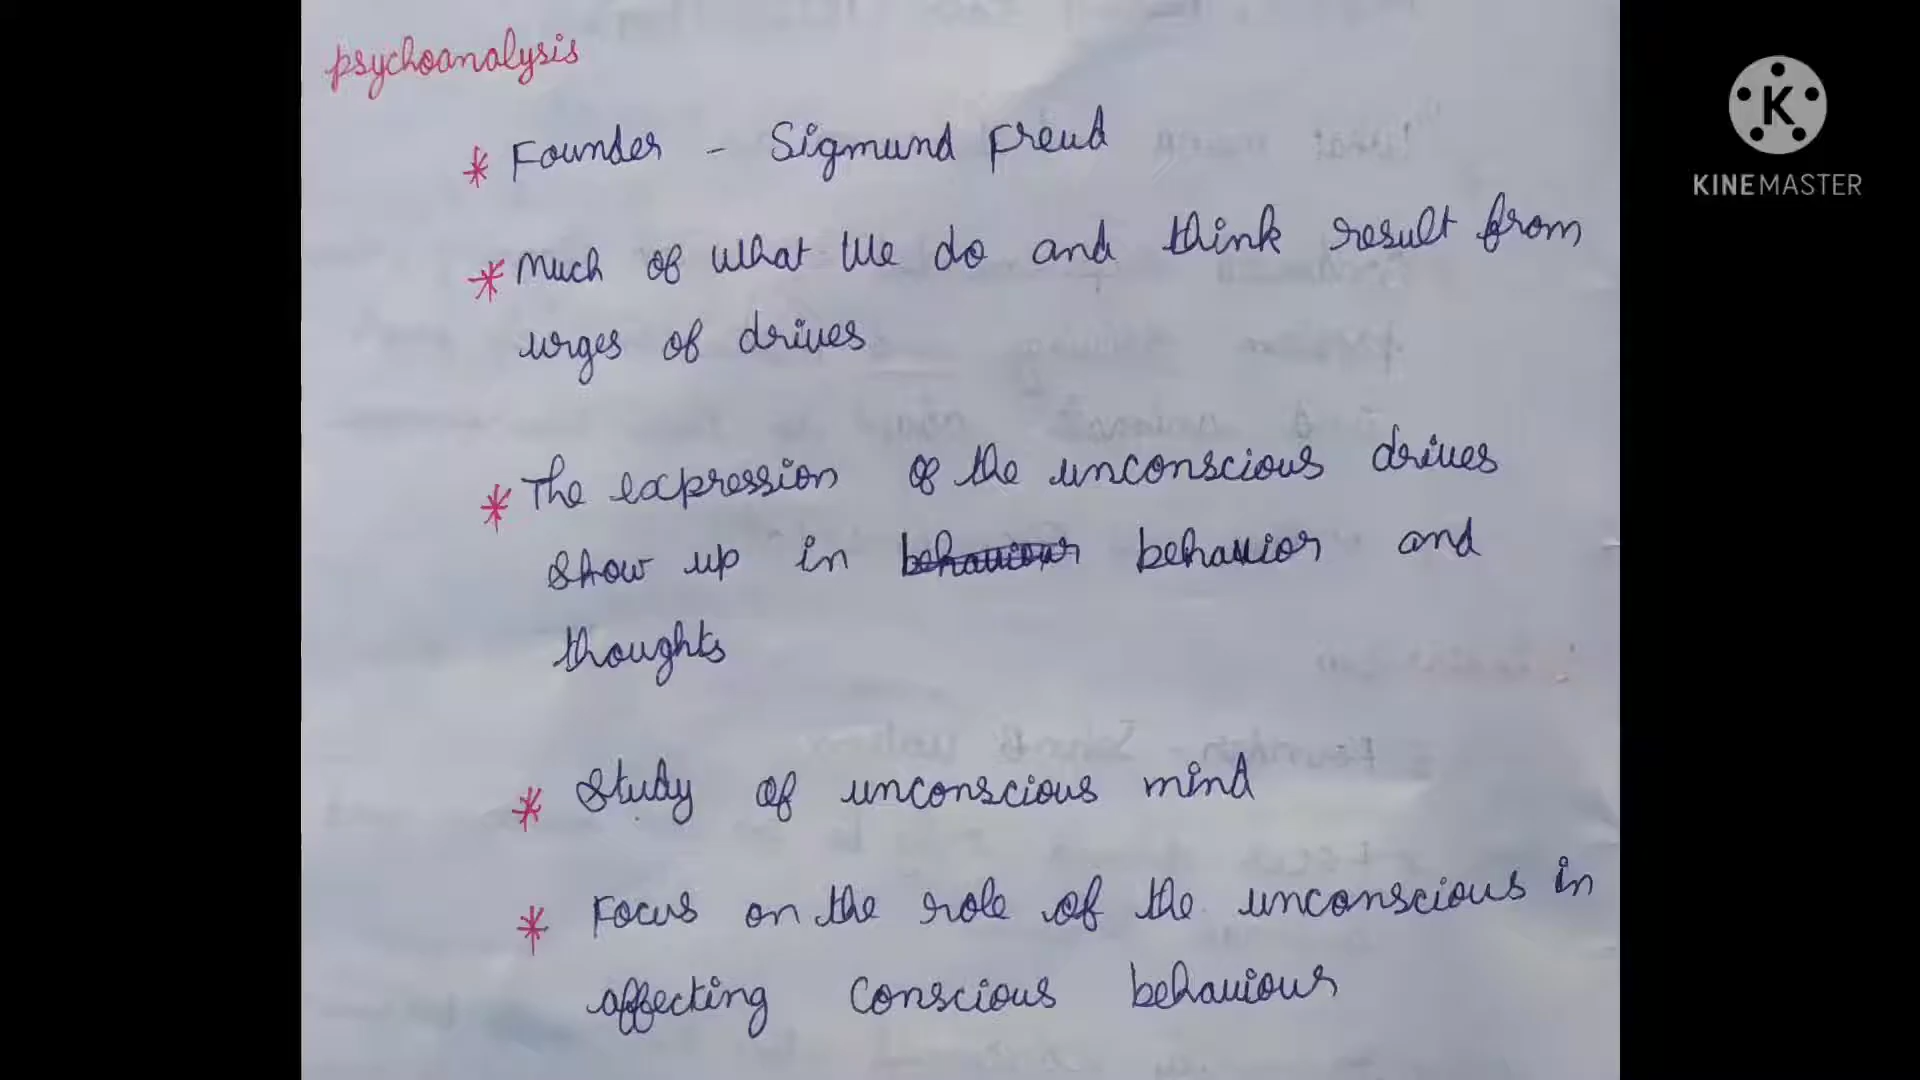 psychoanalysis
* Founder - Sigmund Freud
* Much of what we do and think result from
urges of drives
* The expression of the unconscious drives
show up in behaviour behavior and
thoughts
* Study of unconscious mind
* Focus on the role of the unconscious in
affecting conscious behaviour
K
KINEMASTER